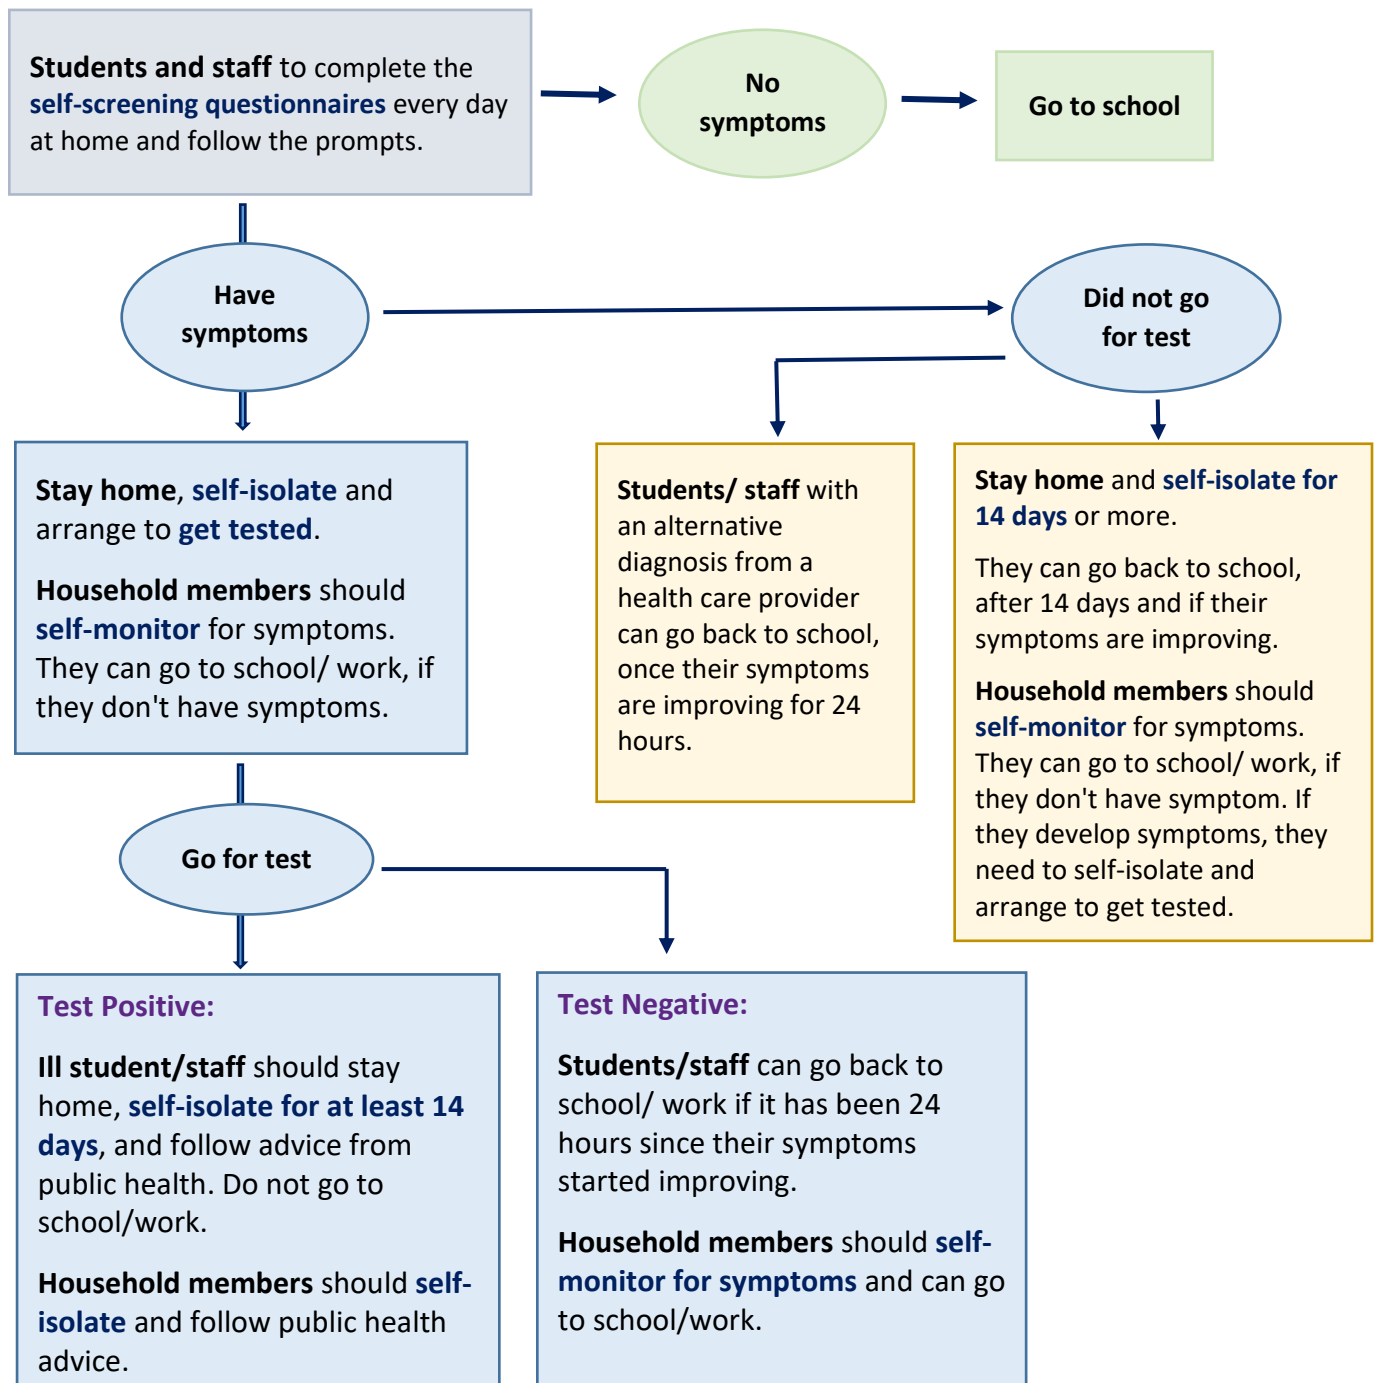 Students and staff to complete the
self-screening questionnaires every day
at home and follow the prompts.
No
symptoms
Go to school
Have
symptoms
Did not go
for test
Stay home, self-isolate and
arrange to get tested.
Household members should
self-monitor for symptoms.
They can go to school/ work, if
they don't have symptoms.
Students/ staff with
an alternative
diagnosis from a
health care provider
can go back to school,
once their symptoms
are improving for 24
hours.
Stay home and self-isolate for
14 days or more.
They can go back to school,
after 14 days and if their
symptoms are improving.
Household members should
self-monitor for symptoms.
They can go to school/ work, if
they don't have symptom. If
they develop symptoms, they
need to self-isolate and
arrange to get tested.
Go for test
Test Positive:
Ill student/staff should stay
home, self-isolate for at least 14
days, and follow advice from
public health. Do not go to
school/work.
Household members should self-
isolate and follow public health
advice.
Test Negative:
Students/staff can go back to
school/ work if it has been 24
hours since their symptoms
started improving.
Household members should self-
monitor for symptoms and can go
to school/work.